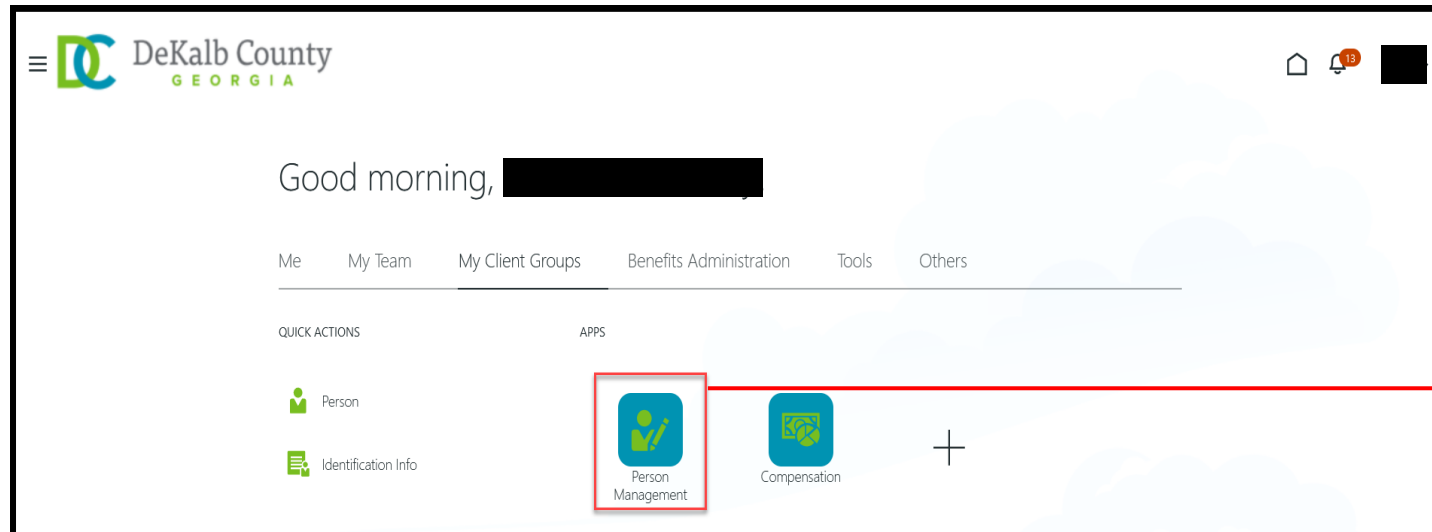 DeKalb County
GEORGIA
13
Good morning,
Me My Team My Client Groups Benefits Administration Tools Others
QUICK ACTIONS APPS
Person
Identification Info
Person
Management
Compensation